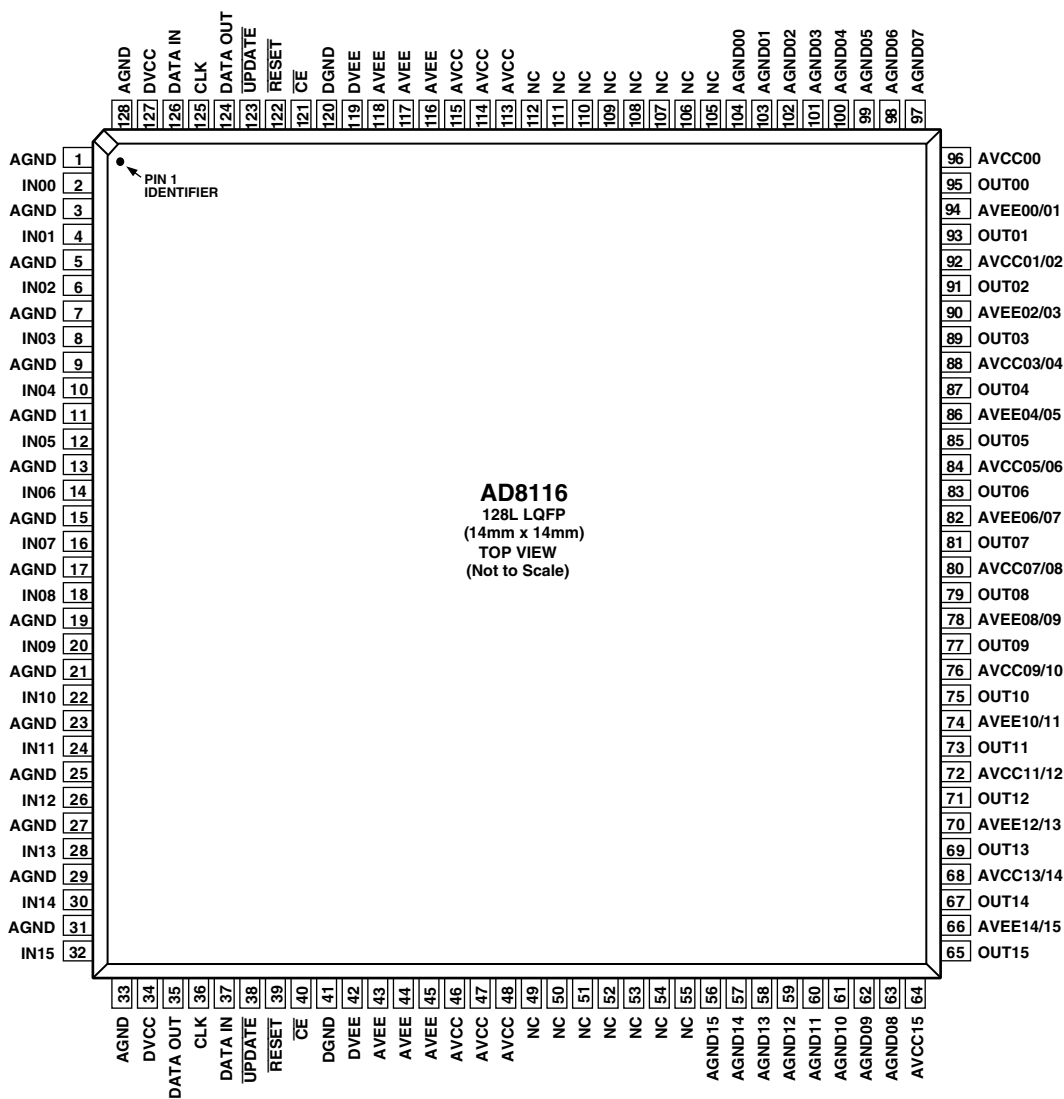 AGND
DVCC
DATA IN
CLK
DATA OUT
UPDATE
RESET
CE
DGND
DVEE
AVEE
AVEE
AVEE
AVCC
AVCC
AVCC
NC
NC
NC
NC
NC
NC
NC
NC
AGND00
AGND01
AGND02
AGND03
AGND04
AGND05
AGND06
AGND07
128
127
126
125
124
123
122
121
120
119
118
117
116
115
114
113
112
111
110
109
108
107
106
105
104
103
102
101
100
99
98
97
AGND 1
IN00 2
AGND 3
IN01 4
AGND 5
IN02 6
AGND 7
IN03 8
AGND 9
IN04 10
AGND 11
IN05 12
AGND 13
IN06 14
AGND 15
IN07 16
AGND 17
IN08 18
AGND 19
IN09 20
AGND 21
IN10 22
AGND 23
IN11 24
AGND 25
IN12 26
AGND 27
IN13 28
AGND 29
IN14 30
AGND 31
IN15 32
PIN 1
IDENTIFIER
AD8116
128L LQFP
(14mm x 14mm)
TOP VIEW
(Not to Scale)
96 AVCC00
95 OUT00
94 AVEE00/01
93 OUT01
92 AVCC01/02
91 OUT02
90 AVEE02/03
89 OUT03
88 AVCC03/04
87 OUT04
86 AVEE04/05
85 OUT05
84 AVCC05/06
83 OUT06
82 AVEE06/07
81 OUT07
80 AVCC07/08
79 OUT08
78 AVEE08/09
77 OUT09
76 AVCC09/10
75 OUT10
74 AVEE10/11
73 OUT11
72 AVCC11/12
71 OUT12
70 AVEE12/13
69 OUT13
68 AVCC13/14
67 OUT14
66 AVEE14/15
65 OUT15
33
34
35
36
37
38
39
40
41
42
43
44
45
46
47
48
49
50
51
52
53
54
55
56
57
58
59
60
61
62
63
64
AGND
DVCC
DATA OUT
CLK
DATA IN
UPDATE
RESET
CE
DGND
DVEE
AVEE
AVEE
AVEE
AVCC
AVCC
AVCC
NC
NC
NC
NC
NC
NC
NC
AGND15
AGND14
AGND13
AGND12
AGND11
AGND10
AGND09
AGND08
AVCC15